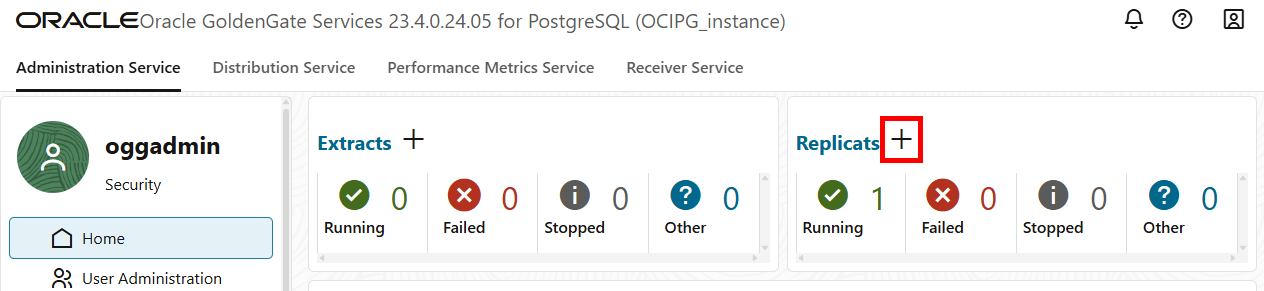 ORACLE Oracle GoldenGate Services 23.4.0.24.05 for PostgreSQL (OCIPG_instance)
Administration Service Distribution Service Performance Metrics Service Receiver Service
oggadmin
Security
Home
User Administration
Extracts +
0 0 0 0
Running Failed Stopped Other
Replicats +
1 0 0 0
Running Failed Stopped Other